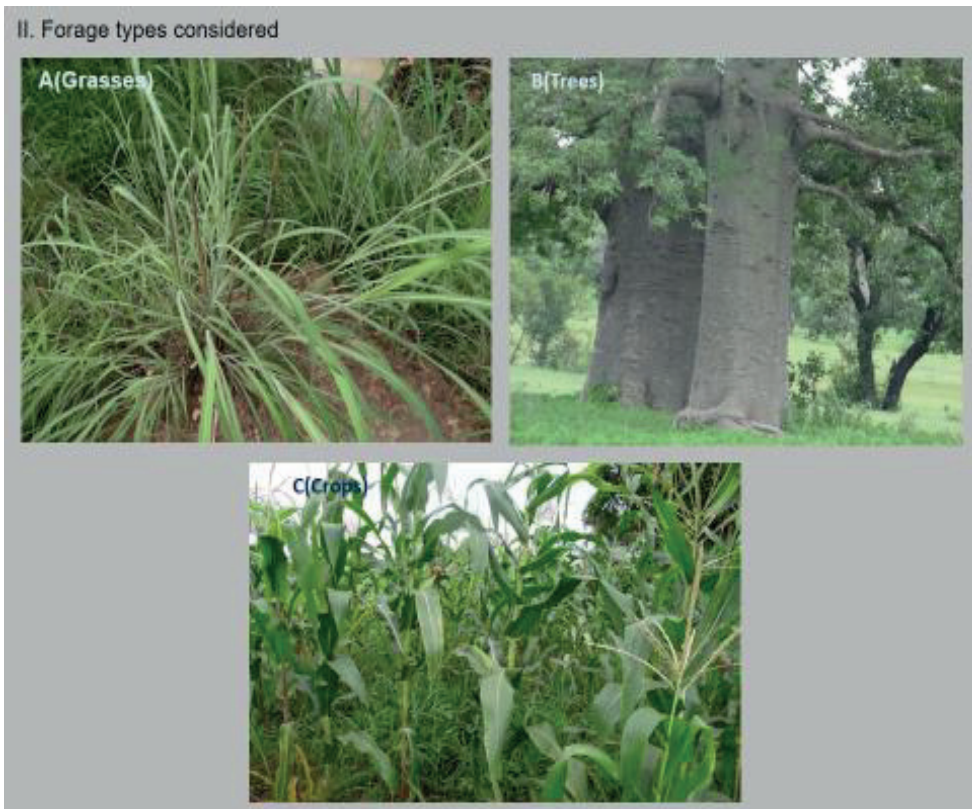 II. Forage types considered
A(Grasses)
B(Trees)
C(Crops)